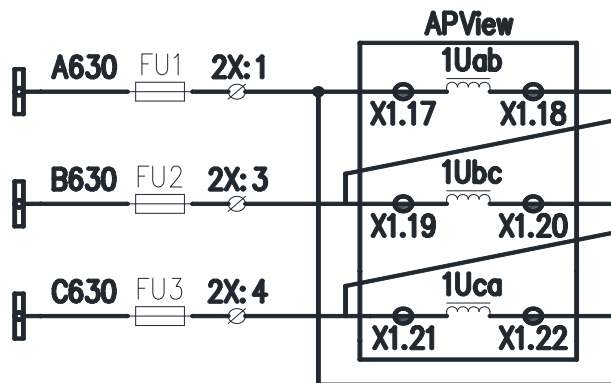 APView
A630 FU1 2X:1 1Uab
X1.17 X1.18
B630 FU2 2X:3 1Ubc
X1.19 X1.20
C630 FU3 2X:4 1Uca
X1.21 X1.22